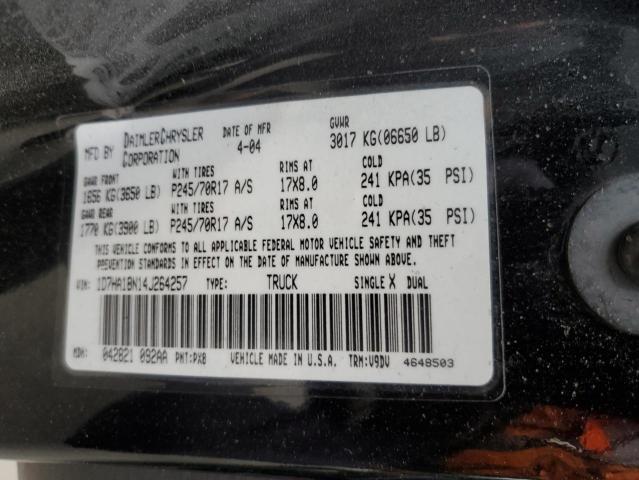 MFD BY DAIMLERCHRYSLER CORPORATION DATE OF MFR 4-04 GVWR 3017 KG(06650 LB)
GAWR FRONT WITH TIRES RIMS AT COLD
1656 KG(3650 LB) P245/70R17 A/S 17X8.0 241 KPA(35 PSI)
GAWR REAR WITH TIRES RIMS AT COLD
1770 KG(3900 LB) P245/70R17 A/S 17X8.0 241 KPA(35 PSI)
THIS VEHICLE CONFORMS TO ALL APPLICABLE FEDERAL MOTOR VEHICLE SAFETY AND THEFT
PREVENTION STANDARDS IN EFFECT ON THE DATE OF MANUFACTURE SHOWN ABOVE.
VIN: 1D7HA18N14J264257 TYPE: TRUCK SINGLE X DUAL
MDH: 042821 092AA PNT:PX8 VEHICLE MADE IN U.S.A. TRM:V9DV 4648503